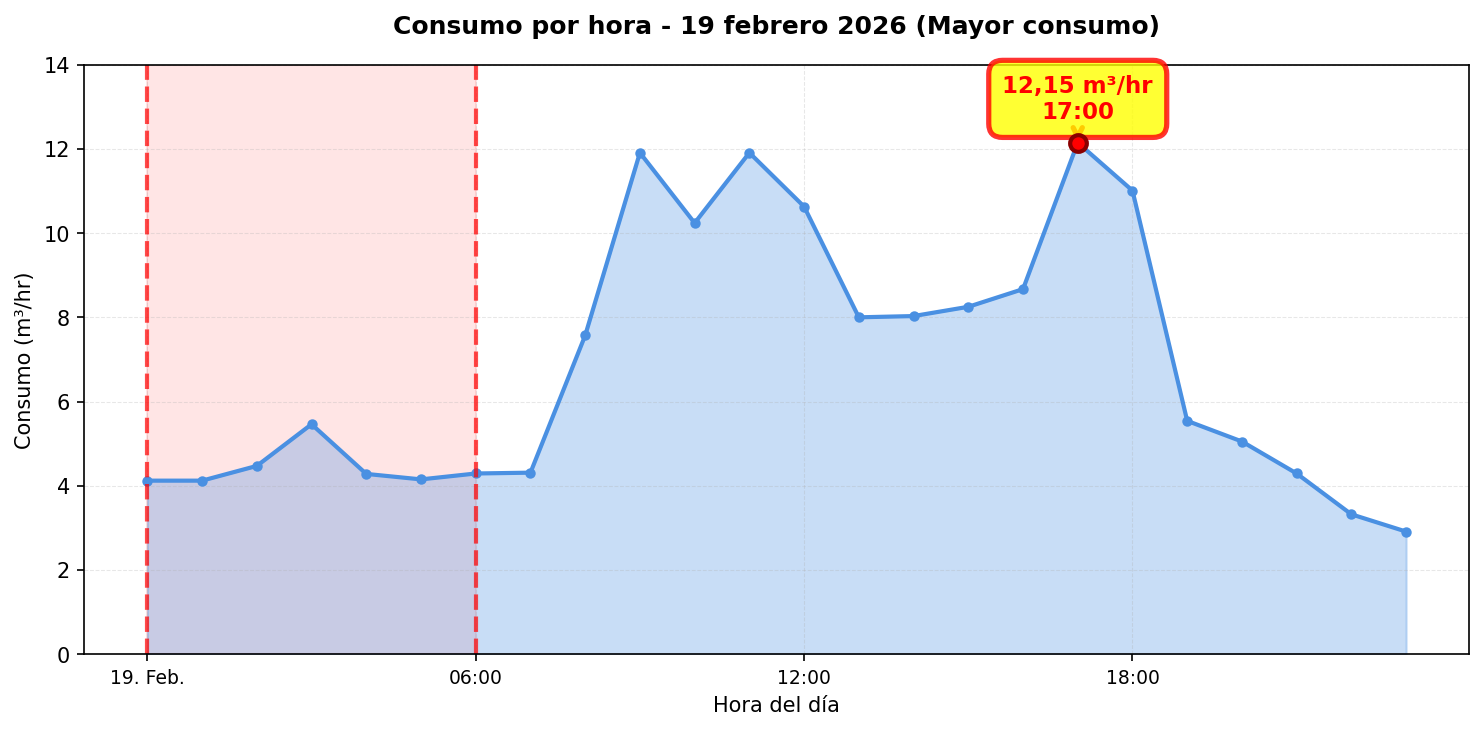 Consumo por hora - 19 febrero 2026 (Mayor consumo)
12,15 m³/hr
17:00
Consumo (m³/hr)
14
12
10
8
6
4
2
0
19. Feb.
06:00
12:00
18:00
Hora del día